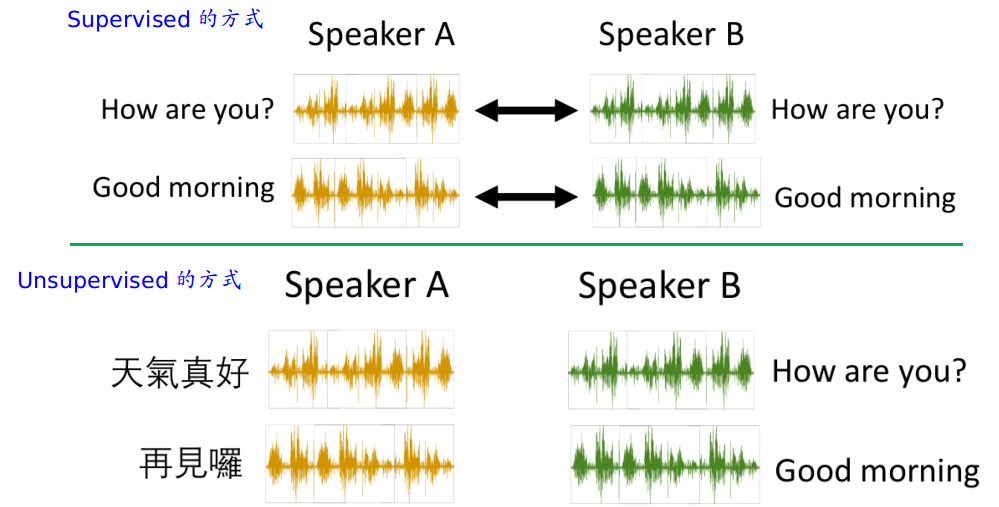 Supervised 的方式
Speaker A
Speaker B
How are you?
How are you?
Good morning
Good morning
Unsupervised 的方式
Speaker A
Speaker B
天氣真好
How are you?
再見囉
Good morning